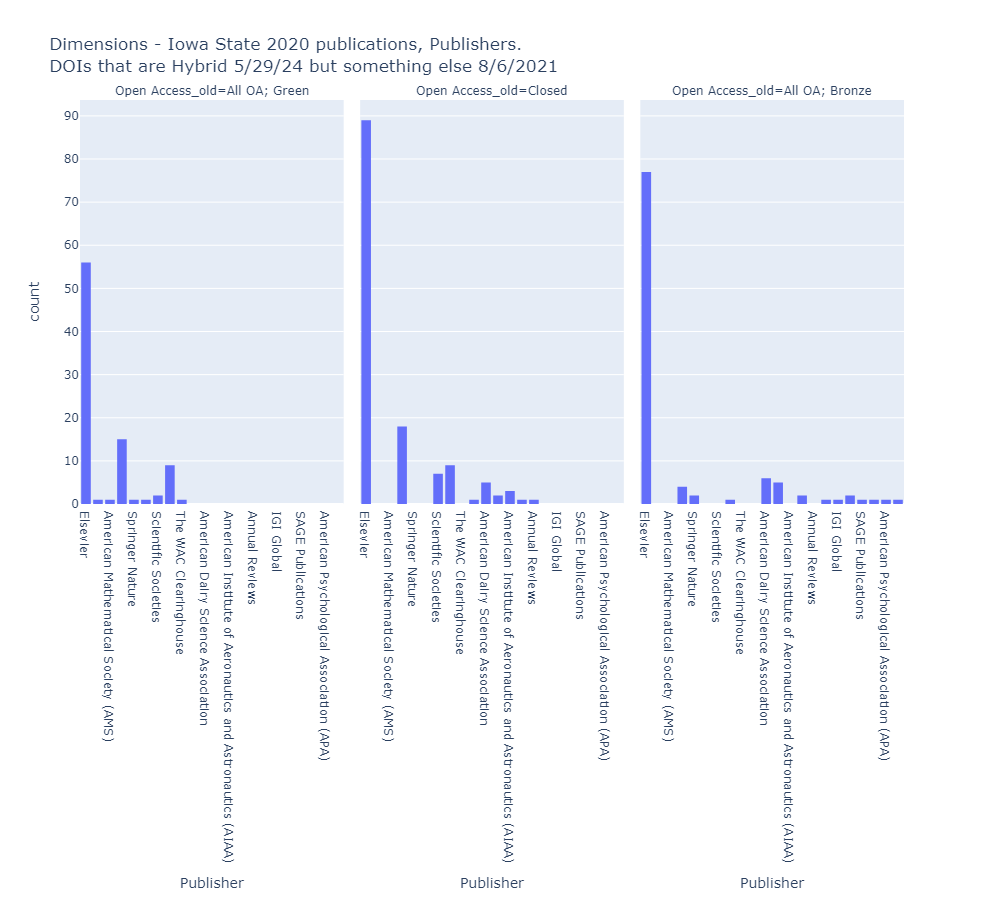 Dimensions - Iowa State 2020 publications, Publishers.
DOIs that are Hybrid 5/29/24 but something else 8/6/2021
Open Access_old=All OA; Green
Open Access_old=Closed
Open Access_old=All OA; Bronze
count
90
80
70
60
50
40
30
20
10
0
Elsevier
American Mathematical Society (AMS)
Springer Nature
Scientific Societies
The WAC Clearinghouse
American Dairy Science Association
American Institute of Aeronautics and Astronautics (AIAA)
Annual Reviews
IGI Global
SAGE Publications
American Psychological Association (APA)
Elsevier
American Mathematical Society (AMS)
Springer Nature
Scientific Societies
The WAC Clearinghouse
American Dairy Science Association
American Institute of Aeronautics and Astronautics (AIAA)
Annual Reviews
IGI Global
SAGE Publications
American Psychological Association (APA)
Elsevier
American Mathematical Society (AMS)
Springer Nature
Scientific Societies
The WAC Clearinghouse
American Dairy Science Association
American Institute of Aeronautics and Astronautics (AIAA)
Annual Reviews
IGI Global
SAGE Publications
American Psychological Association (APA)
Publisher
Publisher
Publisher